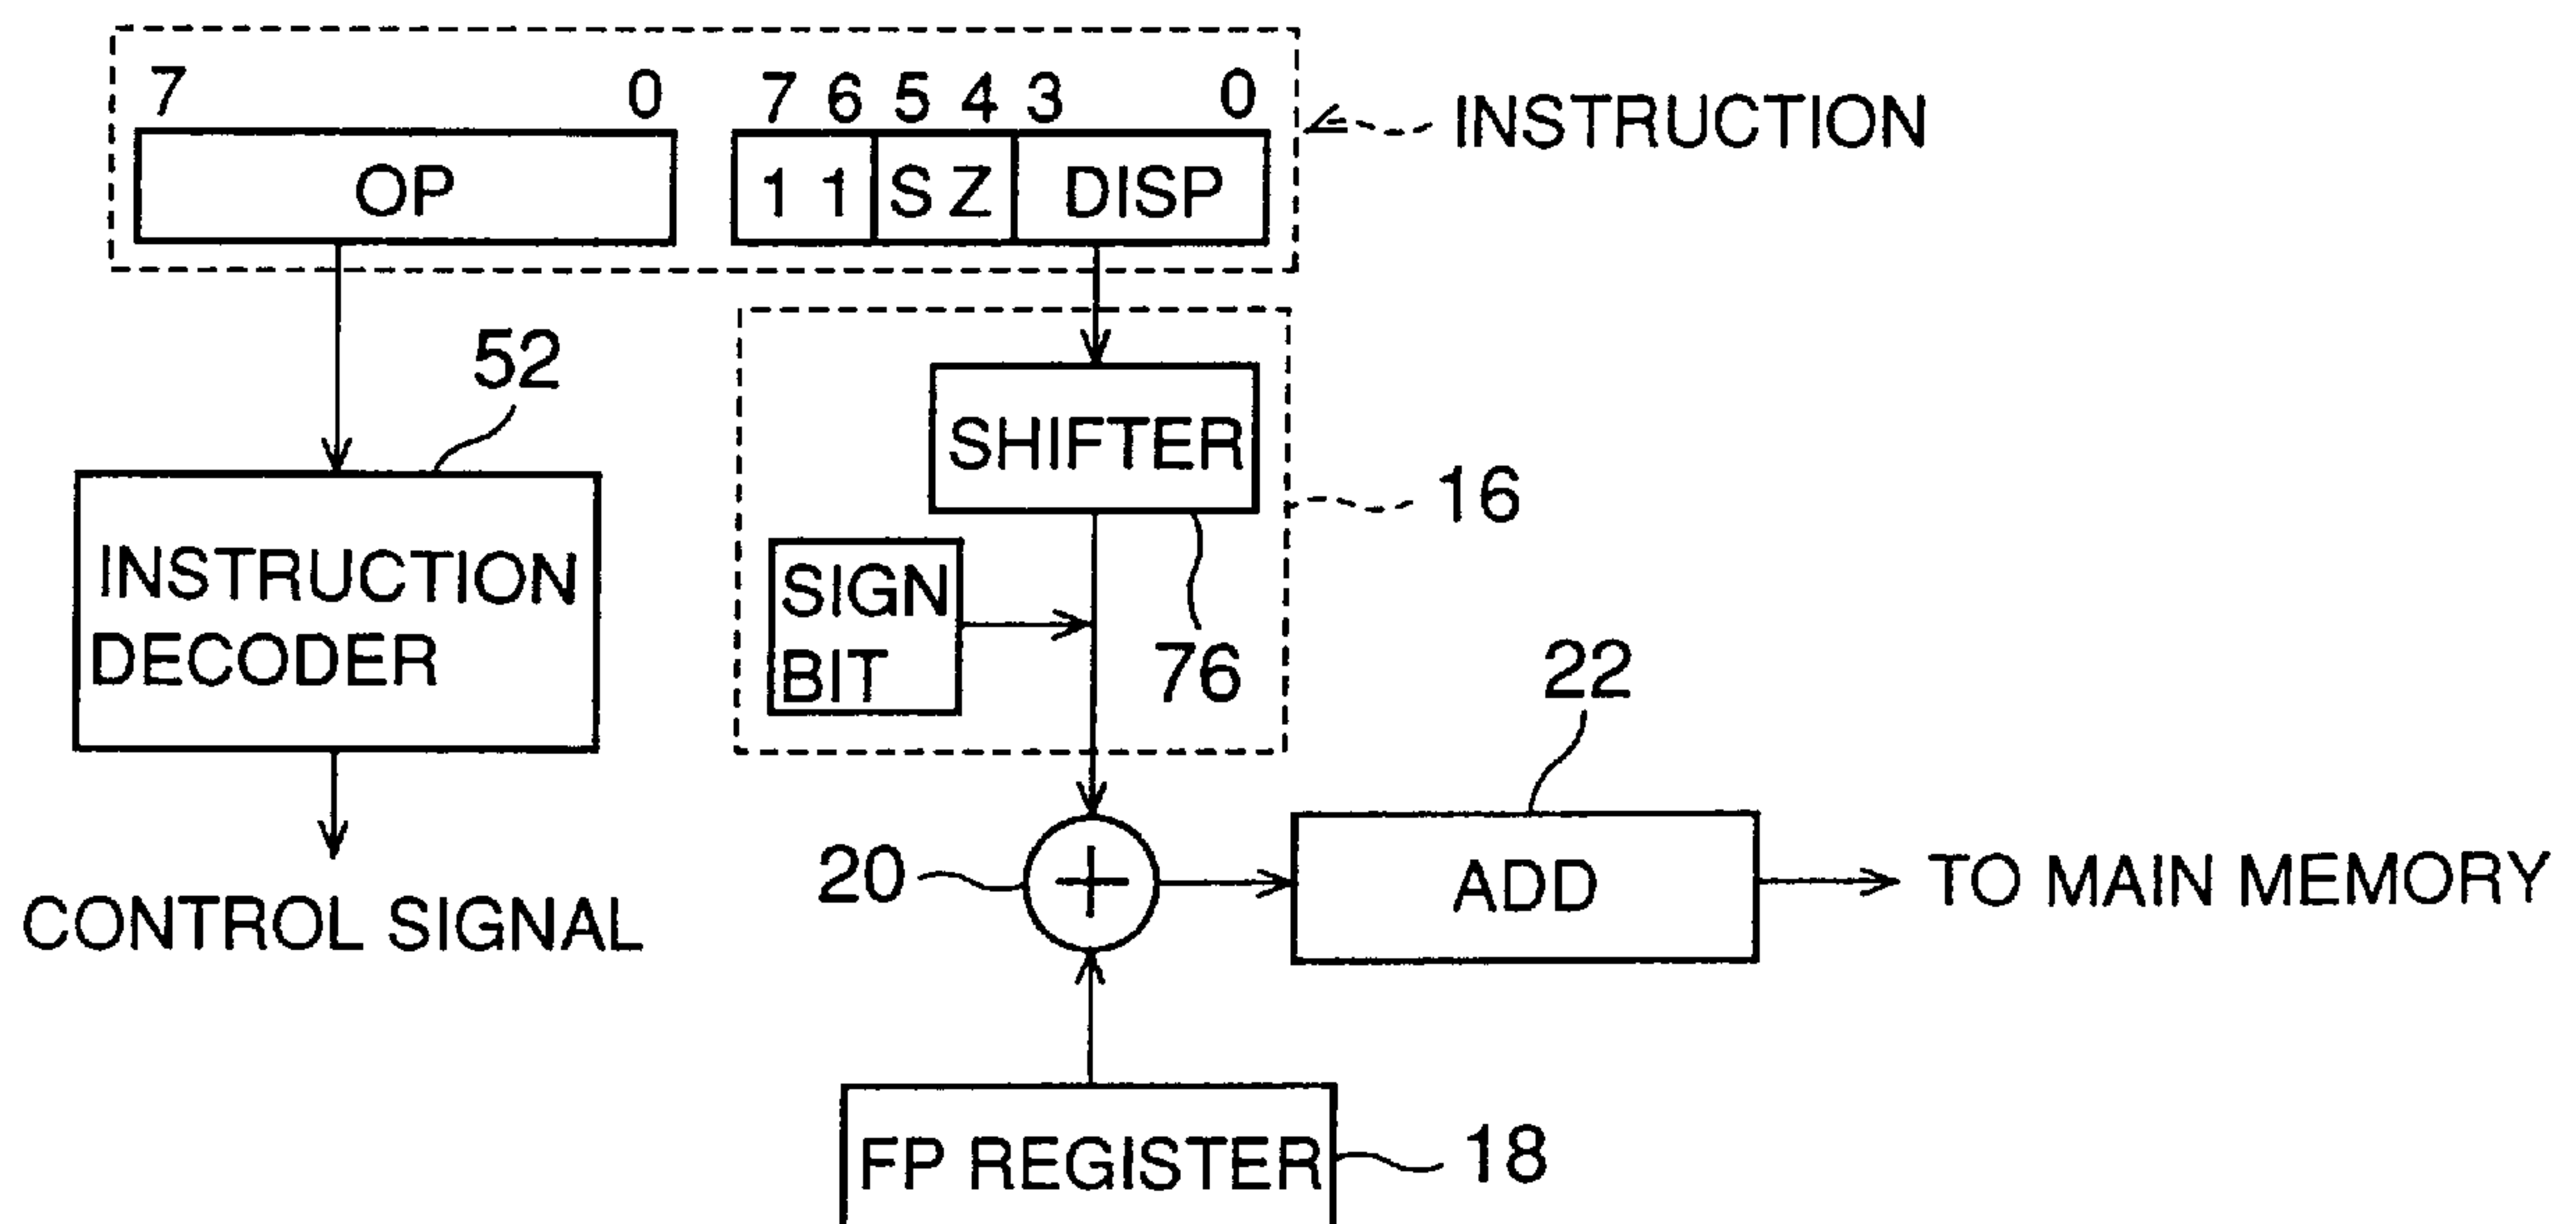 7 0 7 6 5 4 3 0
INSTRUCTION
OP 1 1 S Z DISP
52
SHIFTER
16
INSTRUCTION
DECODER
SIGN
BIT
76
22
20
ADD
TO MAIN MEMORY
CONTROL SIGNAL
FP REGISTER
18